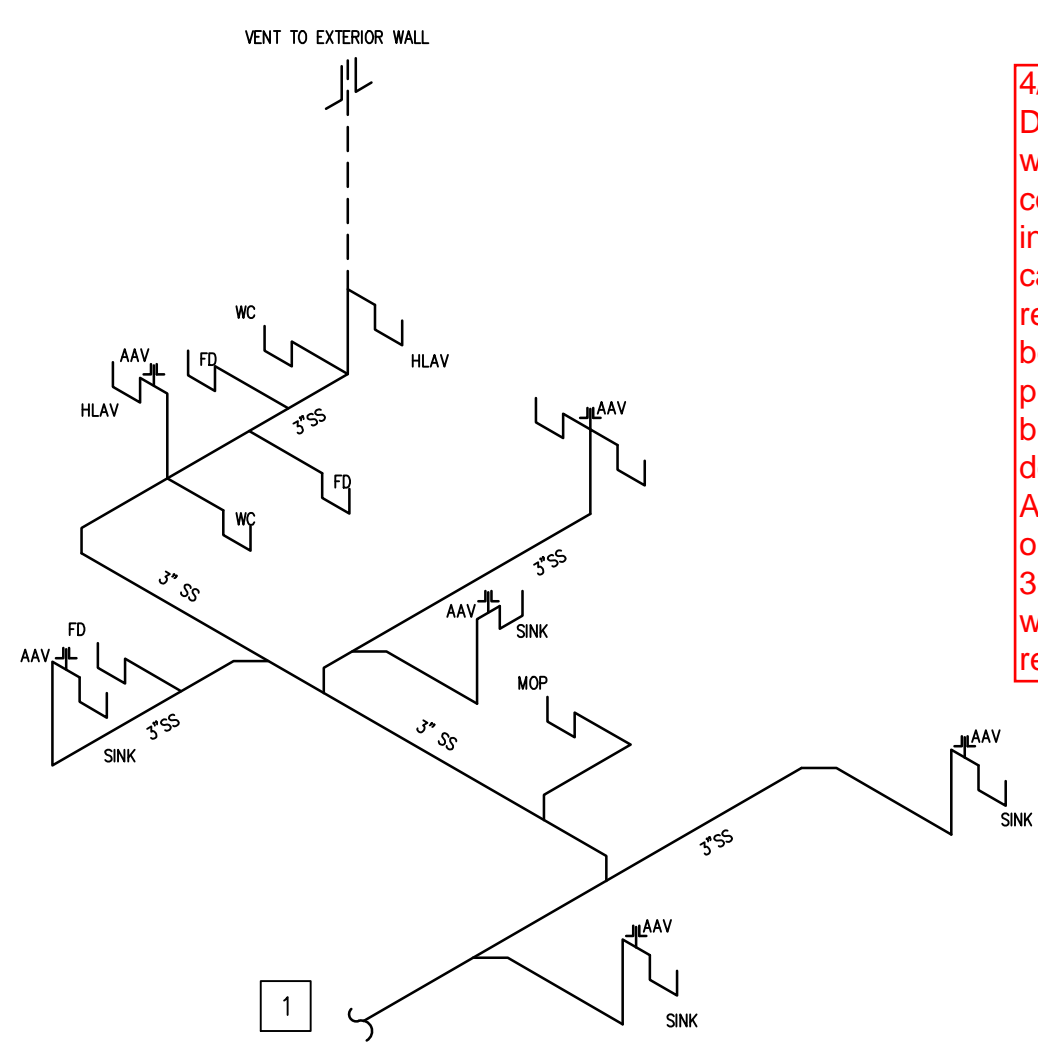 VENT TO EXTERIOR WALL
WC
FD
HLAV
AAV
HLAV
3"SS
AAV
FD
WC
3" SS
3"SS
AAV
SINK
FD
AAV
3"SS
SINK
MOP
3" SS
AAV
SINK
3"SS
AAV
SINK
1